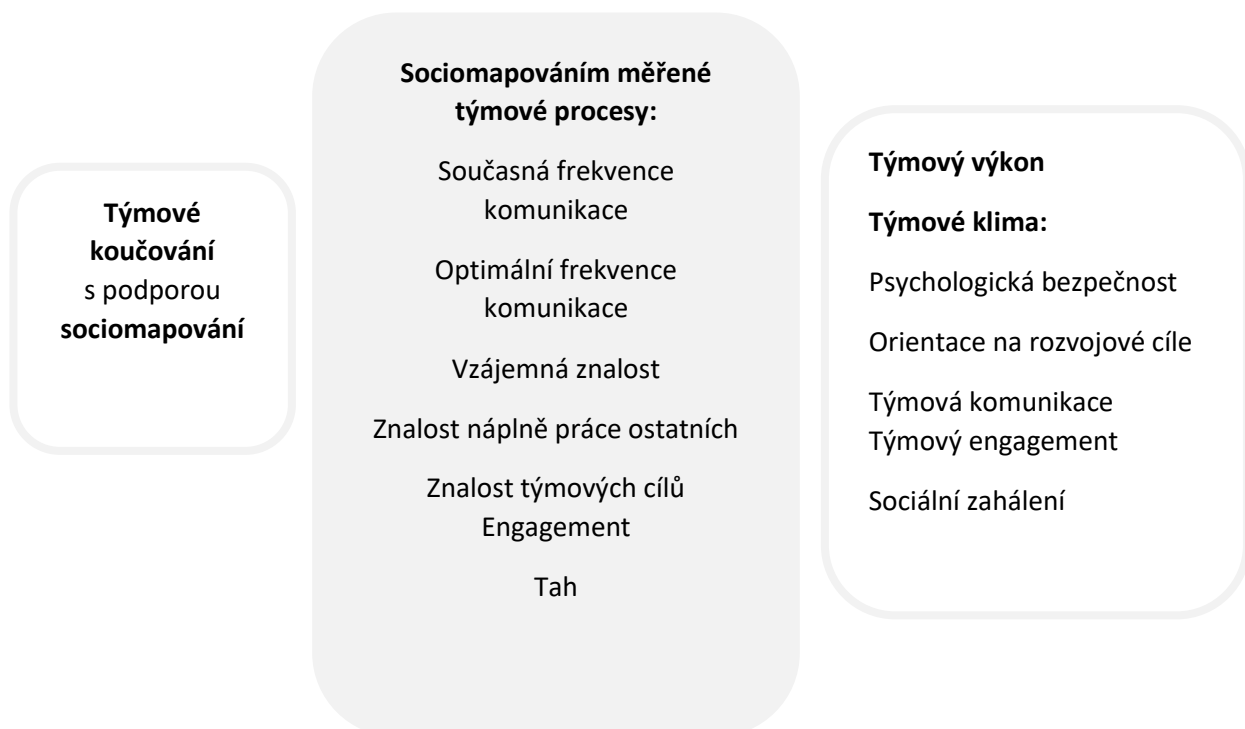 Týmové
koučování
s podporou
sociomapování
Sociomapováním měřené
týmové procesy:
Současná frekvence
komunikace
Optimální frekvence
komunikace
Vzájemná znalost
Znalost náplně práce ostatních
Znalost týmových cílů
Engagement
Tah
Týmový výkon
Týmové klima:
Psychologická bezpečnost
Orientace na rozvojové cíle
Týmová komunikace
Týmový engagement
Sociální zahálení